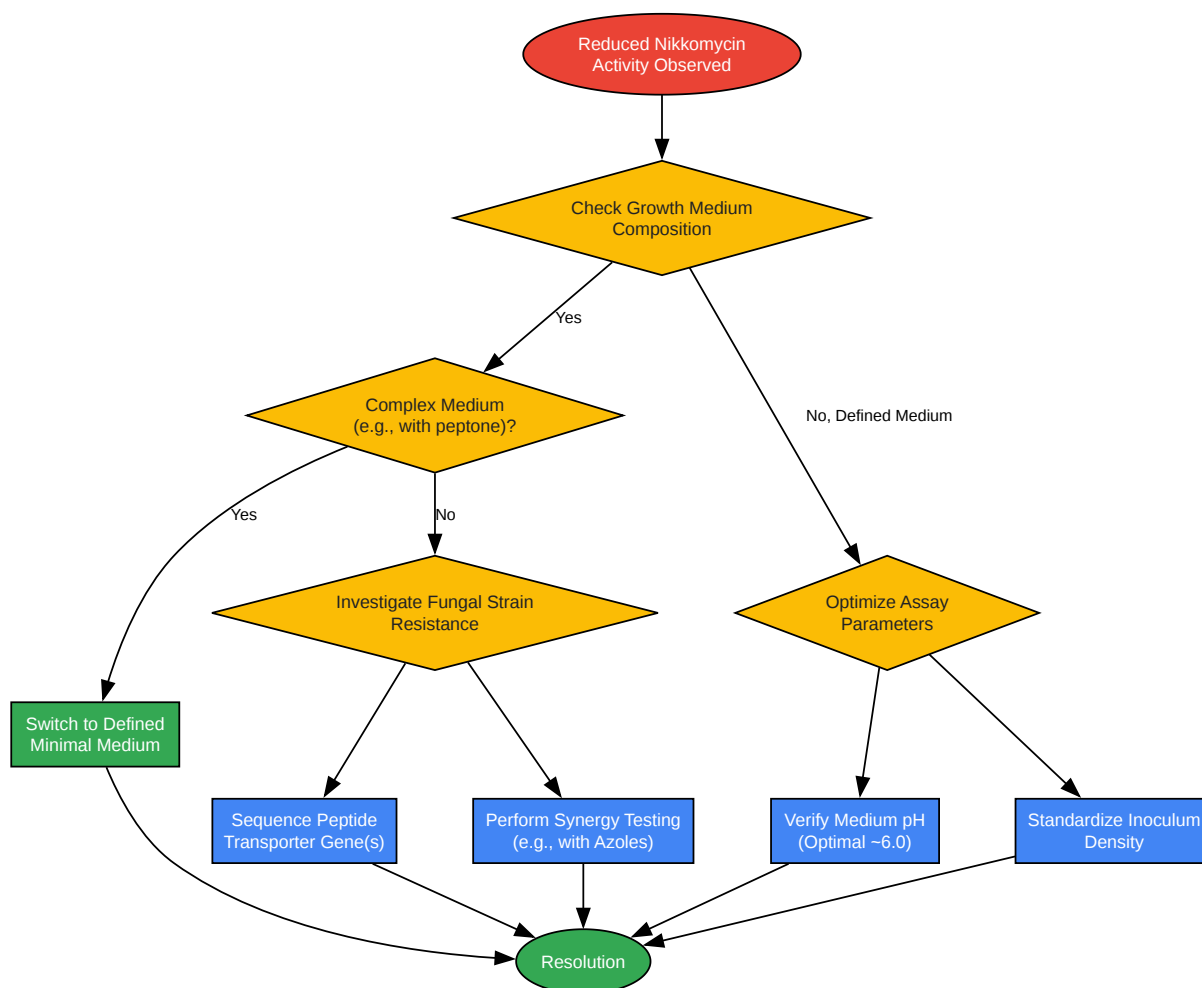 Reduced Nikkomycin
Activity Observed
Check Growth Medium
Composition
Yes
Complex Medium
(e.g., with peptone)?
No, Defined Medium
Yes
No
Investigate Fungal Strain
Resistance
Optimize Assay
Parameters
Switch to Defined
Minimal Medium
Sequence Peptide
Transporter Gene(s)
Perform Synergy Testing
(e.g., with Azoles)
Verify Medium pH
(Optimal ~6.0)
Standardize Inoculum
Density
Resolution